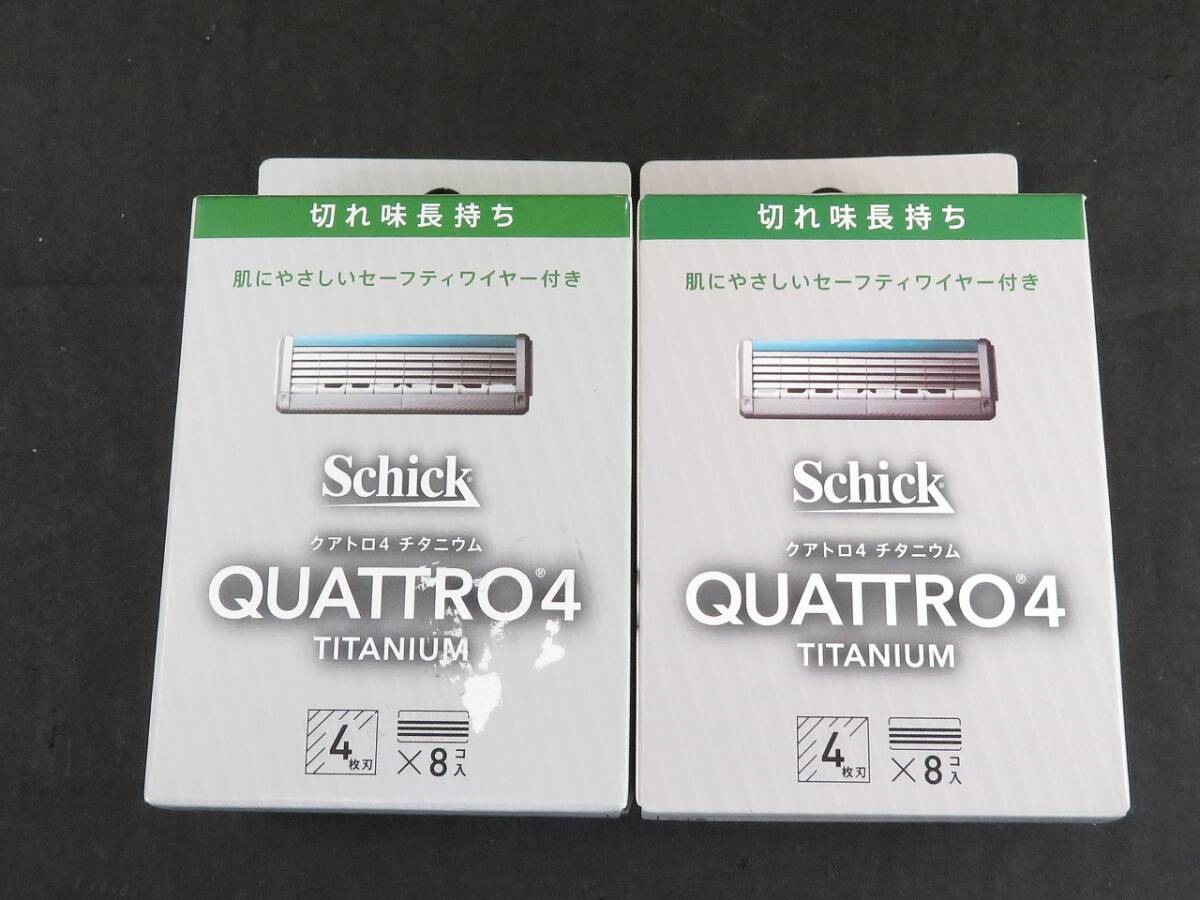 切れ味長持ち
肌にやさしいセーフティワイヤー付き
Schick
クアトロ4 チタニウム
QUATTRO®4
TITANIUM
4枚刃
×8コ入
切れ味長持ち
肌にやさしいセーフティワイヤー付き
Schick
クアトロ4 チタニウム
QUATTRO®4
TITANIUM
4枚刃
×8コ入